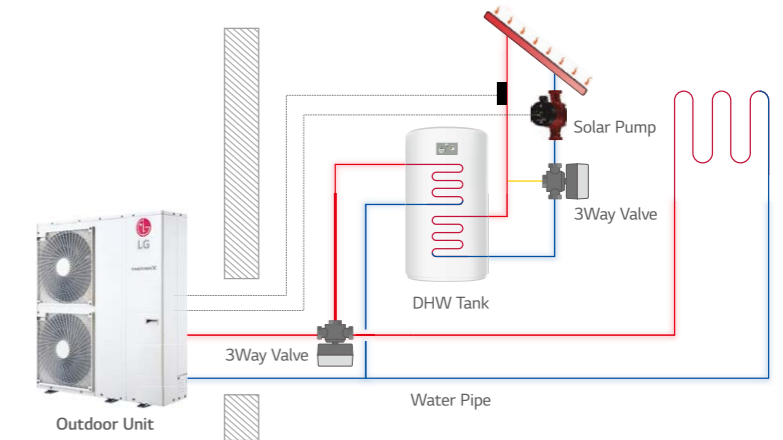 Solar Pump
3Way Valve
LG
DHW Tank
3Way Valve
Water Pipe
Outdoor Unit